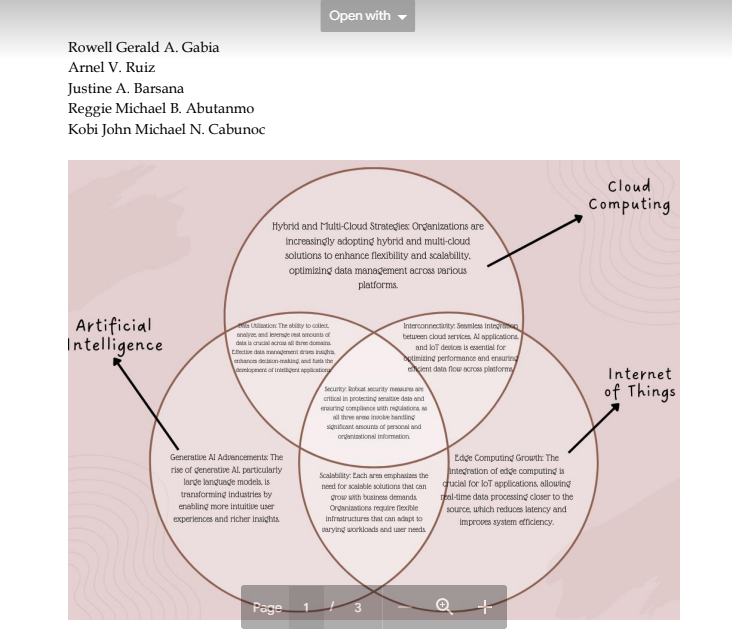 Open with
Rowell Gerald A. Gabia
Arnel V. Ruiz
Justine A. Barsana
Reggie Michael B. Abutanmo
Kobi John Michael N. Cabunoc
Cloud
Computing
Hybrid and Multi-Cloud Strategies: Organizations are
increasingly adopting hybrid and multi-cloud
solutions to enhance flexibility and scalability,
optimizing data management across various
platforms.
Artificial
Intelligence
Data Utilization: The ability to collect,
analyze, and leverage vast amounts of
data is crucial across all three domains.
Effective data management drives insights,
enhances decision-making, and fuels the
development of intelligent applications.
Interconnectivity: Seamless integration
between cloud services, AI applications,
and IoT devices is essential for
optimizing performance and ensuring
efficient data flow across platforms.
Internet
of Things
Security: Robust security measures are
critical in protecting sensitive data and
ensuring compliance with regulations, as
all three areas involve handling
significant amounts of personal and
organizational information.
Generative AI Advancements: The
rise of generative AI, particularly
large language models, is
transforming industries by
enabling more intuitive user
experiences and richer insights.
Scalability: Each area emphasizes the
need for scalable solutions that can
grow with business demands.
Organizations require flexible
infrastructures that can adapt to
varying workloads and user needs.
Edge Computing Growth: The
integration of edge computing is
crucial for IoT applications, allowing
real-time data processing closer to the
source, which reduces latency and
improves system efficiency.
Page 1 / 3